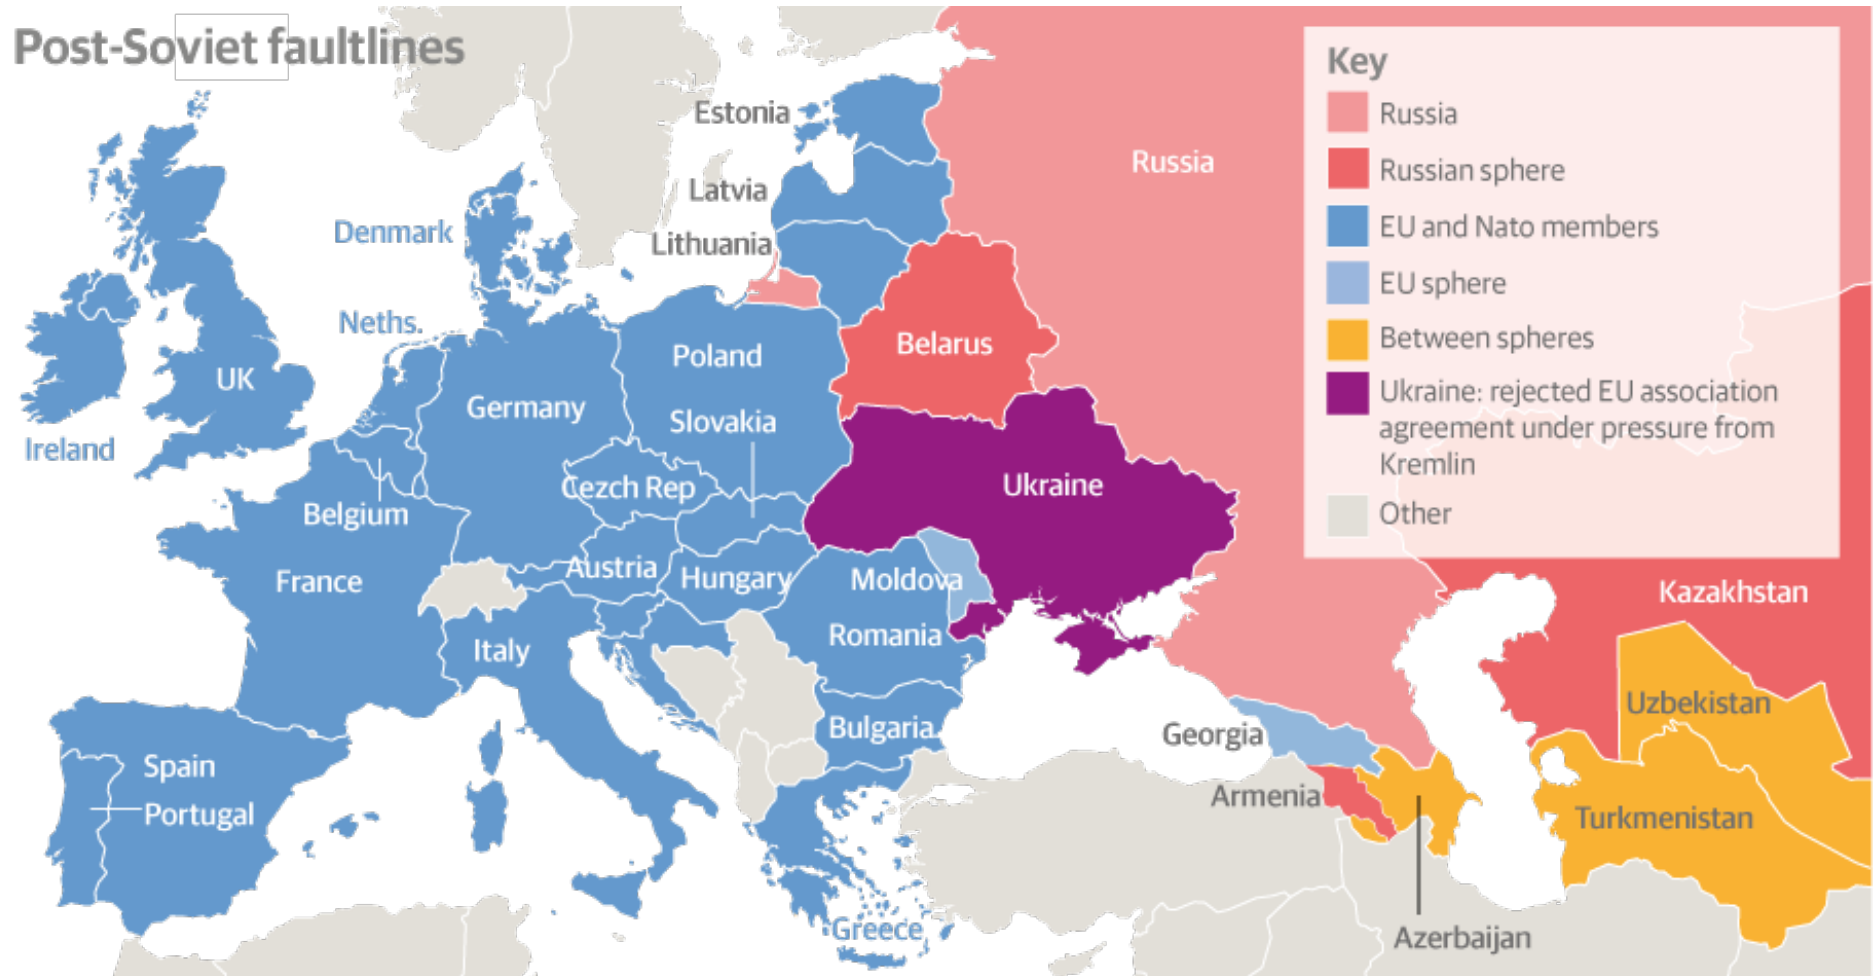 Post-Soviet faultlines
Key
Russia
Russian sphere
EU and Nato members
EU sphere
Between spheres
Ukraine: rejected EU association
agreement under pressure from
Kremlin
Other
Estonia
Russia
Latvia
Denmark
Lithuania
Neths.
Belarus
Poland
UK
Germany
Slovakia
Ireland
Ukraine
Cezch Rep
Belgium
Austria
Hungary
Moldova
France
Kazakhstan
Romania
Italy
Uzbekistan
Bulgaria
Georgia
Spain
Armenia
Portugal
Turkmenistan
Greece
Azerbaijan